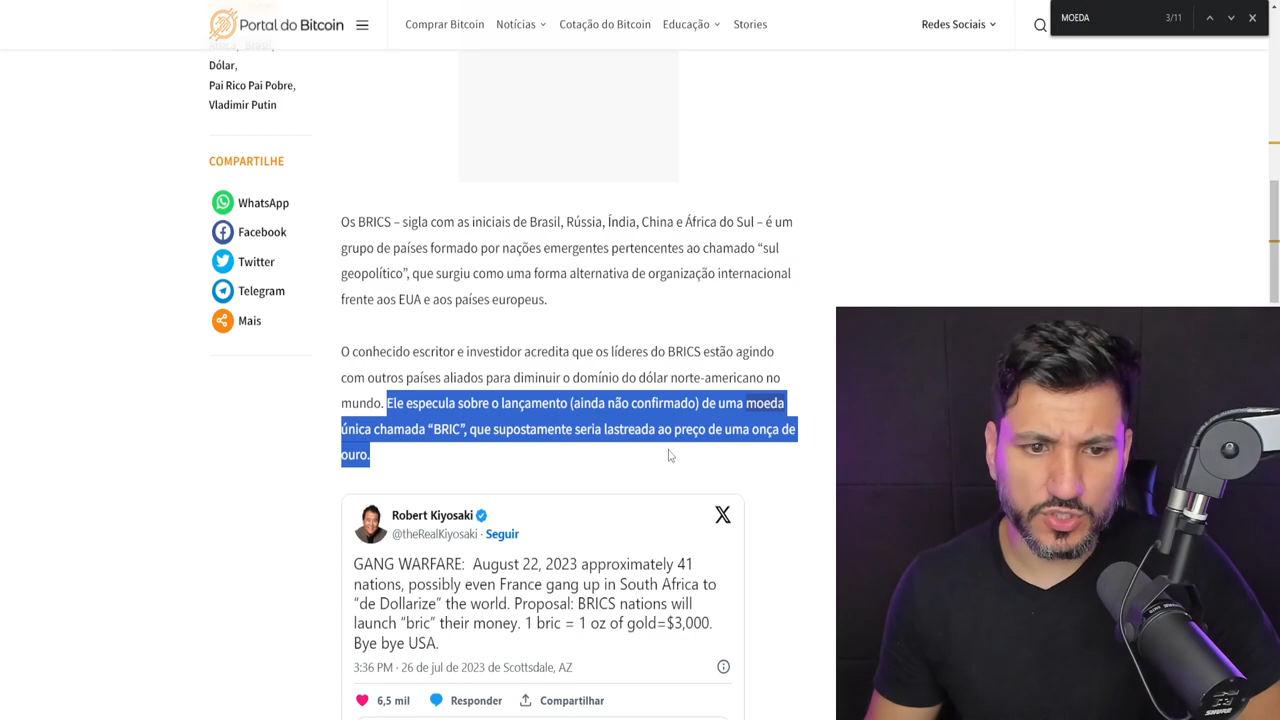 Portal do Bitcoin
Comprar Bitcoin
Notícias
Cotação do Bitcoin
Educação
Stories
Redes Sociais
MOEDA
3/11
África, Brasil,
Dólar,
Pai Rico Pai Pobre,
Vladimir Putin
COMPARTILHE
WhatsApp
Facebook
Twitter
Telegram
Mais
Os BRICS – sigla com as iniciais de Brasil, Rússia, Índia, China e África do Sul – é um
grupo de países formado por nações emergentes pertencentes ao chamado “sul
geopolítico”, que surgiu como uma forma alternativa de organização internacional
frente aos EUA e aos países europeus.
O conhecido escritor e investidor acredita que os líderes do BRICS estão agindo
com outros países aliados para diminuir o domínio do dólar norte-americano no
mundo. Ele especula sobre o lançamento (ainda não confirmado) de uma moeda
única chamada “BRIC”, que supostamente seria lastreada ao preço de uma onça de
ouro.
Robert Kiyosaki
@theRealKiyosaki · Seguir
GANG WARFARE: August 22, 2023 approximately 41
nations, possibly even France gang up in South Africa to
“de Dollarize” the world. Proposal: BRICS nations will
launch “bric” their money. 1 bric = 1 oz of gold=$3,000.
Bye bye USA.
3:36 PM · 26 de jul de 2023 de Scottsdale, AZ
6,5 mil
Responder
Compartilhar